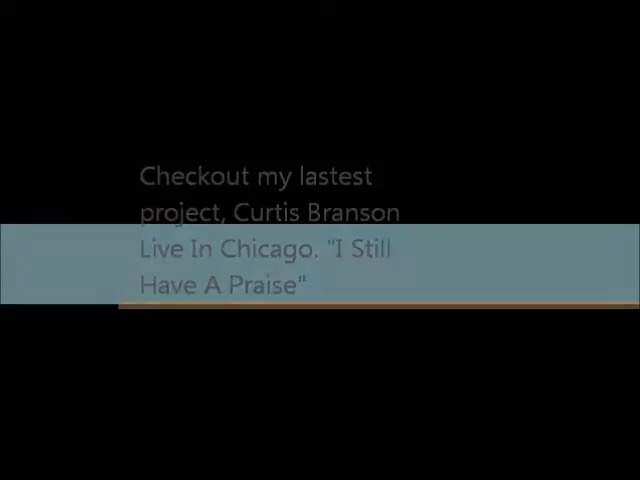 Checkout my lastest
project, Curtis Branson
Live In Chicago. "I Still
Have A Praise"